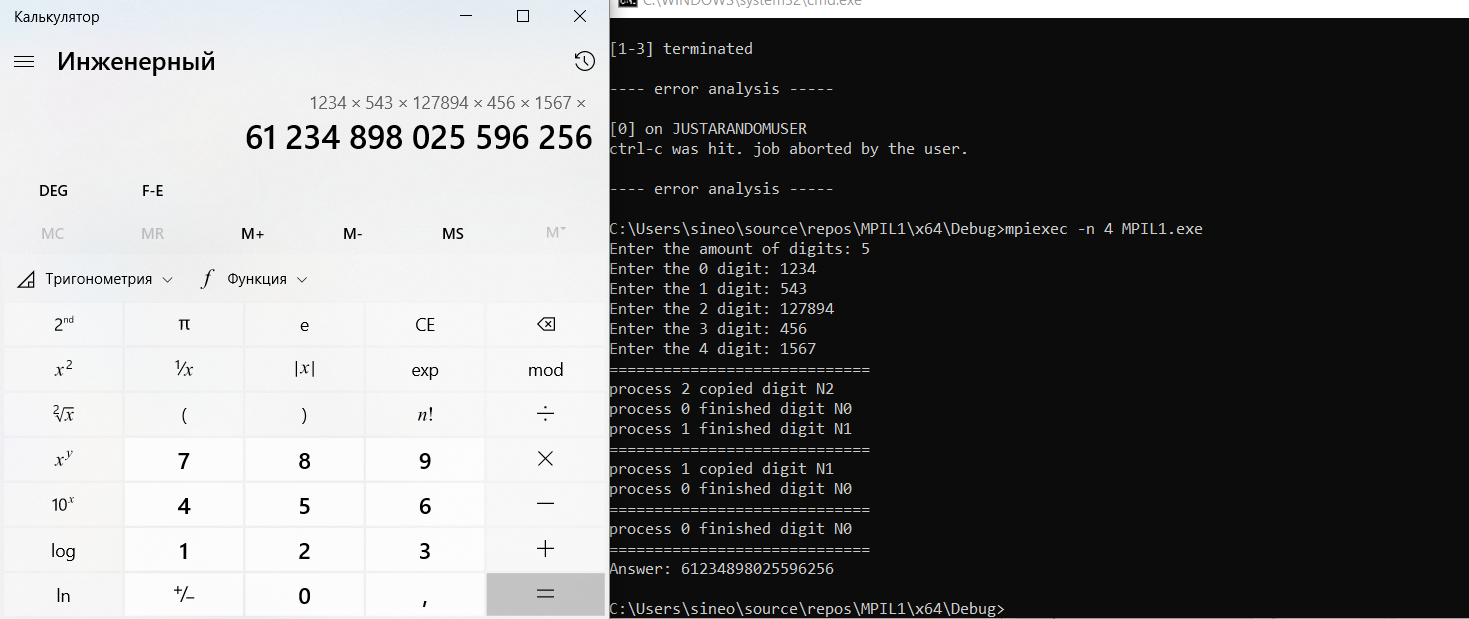 Калькулятор
Инженерный
1234 × 543 × 127894 × 456 × 1567 ×
61 234 898 025 596 256
DEG F-E
MC MR M+ M- MS M˅
Тригонометрия f Функция
2ⁿᵈ π e CE
x² ¹/x |x| exp mod
²√x ( ) n! ÷
xʸ 7 8 9 ×
10ˣ 4 5 6 −
log 1 2 3 +
ln +/− 0 , =
C:\WINDOWS\system32\cmd.exe
[1-3] terminated
---- error analysis -----
[0] on JUSTARANDOMUSER
ctrl-c was hit. job aborted by the user.
---- error analysis -----
C:\Users\sineo\source\repos\MPIL1\x64\Debug>mpiexec -n 4 MPIL1.exe
Enter the amount of digits: 5
Enter the 0 digit: 1234
Enter the 1 digit: 543
Enter the 2 digit: 127894
Enter the 3 digit: 456
Enter the 4 digit: 1567
=============================
process 2 copied digit N2
process 0 finished digit N0
process 1 finished digit N1
=============================
process 1 copied digit N1
process 0 finished digit N0
=============================
process 0 finished digit N0
=============================
Answer: 61234898025596256
C:\Users\sineo\source\repos\MPIL1\x64\Debug>